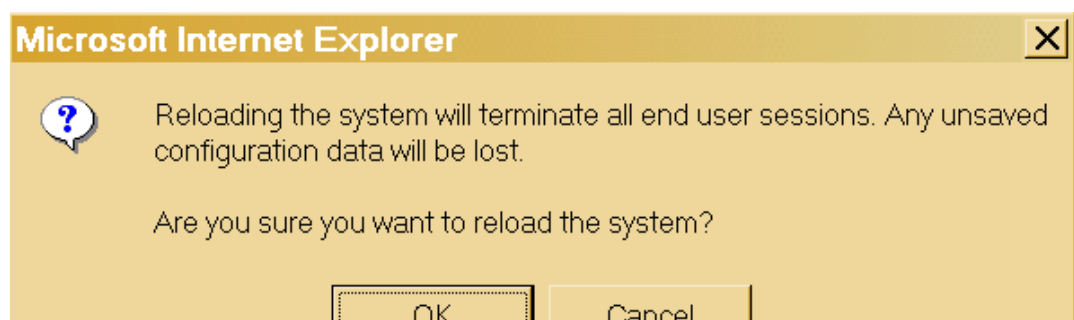 Microsoft Internet Explorer
Reloading the system will terminate all end user sessions. Any unsaved
configuration data will be lost.
Are you sure you want to reload the system?
OK Cancel